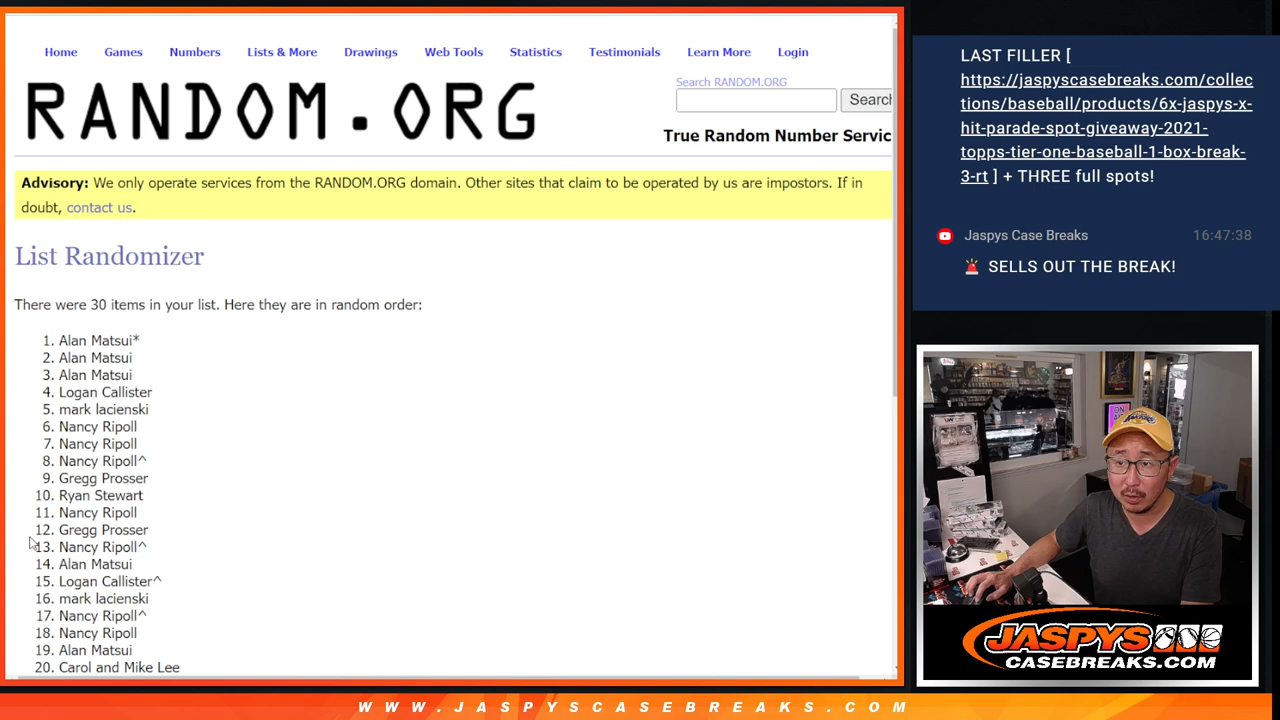 Home Games Numbers Lists & More Drawings Web Tools Statistics Testimonials Learn More Login
RANDOM.ORG
Search RANDOM.ORG
Search
True Random Number Servic
Advisory: We only operate services from the RANDOM.ORG domain. Other sites that claim to be operated by us are impostors. If in
doubt, contact us.
List Randomizer
There were 30 items in your list. Here they are in random order:
1. Alan Matsui*
2. Alan Matsui
3. Alan Matsui
4. Logan Callister
5. mark lacienski
6. Nancy Ripoll
7. Nancy Ripoll
8. Nancy Ripoll^
9. Gregg Prosser
10. Ryan Stewart
11. Nancy Ripoll
12. Gregg Prosser
13. Nancy Ripoll^
14. Alan Matsui
15. Logan Callister^
16. mark lacienski
17. Nancy Ripoll^
18. Nancy Ripoll
19. Alan Matsui
20. Carol and Mike Lee
LAST FILLER [
https://jaspyscasebreaks.com/collec
tions/baseball/products/6x-jaspys-x-
hit-parade-spot-giveaway-2021-
topps-tier-one-baseball-1-box-break-
3-rt ] + THREE full spots!
Jaspys Case Breaks 16:47:38
🚨 SELLS OUT THE BREAK!
JASPYS
CASEBREAKS.COM
WWW.JASPYSCASEBREAKS.COM